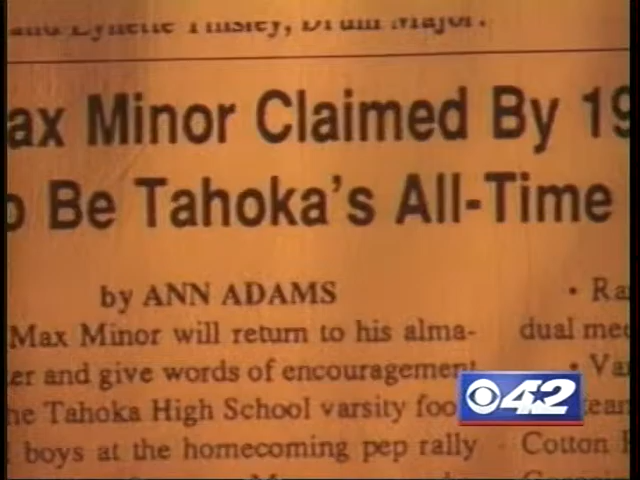 and Lynette Tinsley, Drum Major.
ax Minor Claimed By 19
o Be Tahoka's All-Time
by ANN ADAMS
Max Minor will return to his alma-
er and give words of encouragement
he Tahoka High School varsity foo
boys at the homecoming pep rally
• Ra
dual mee
• Va
tean
Cotton
42